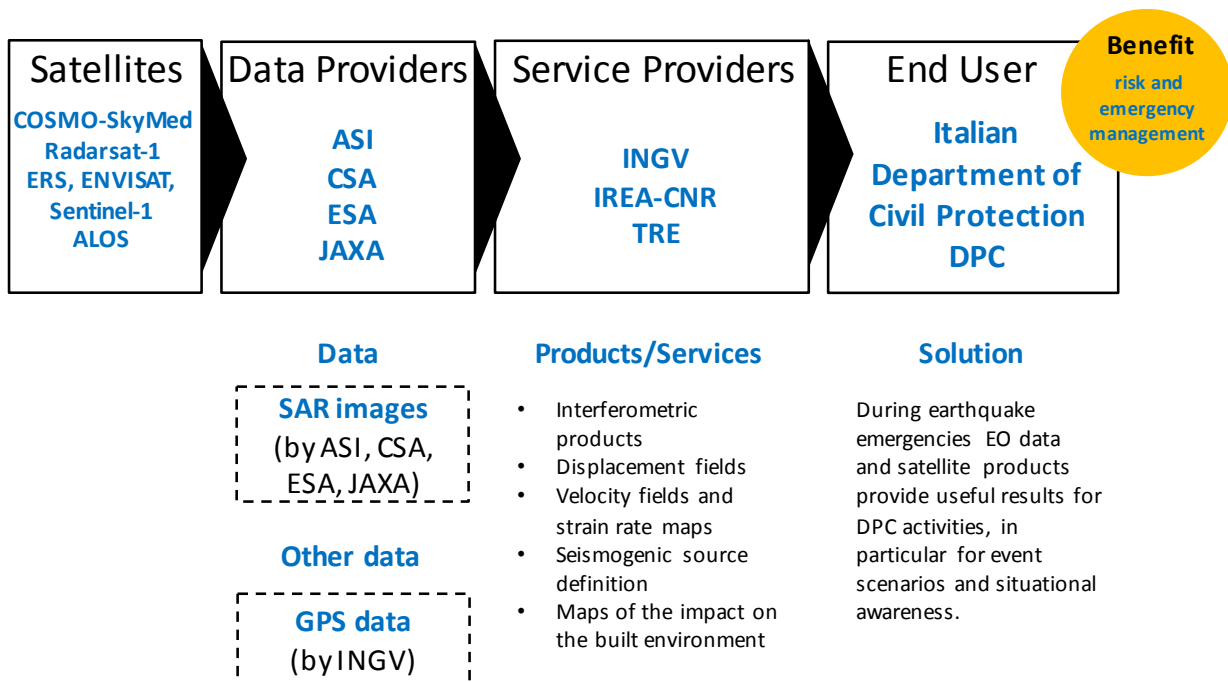 Satellites
COSMO-SkyMed
Radarsat-1
ERS, ENVISAT,
Sentinel-1
ALOS
Data Providers
ASI
CSA
ESA
JAXA
Service Providers
INGV
IREA-CNR
TRE
End User
Italian
Department of
Civil Protection
DPC
Benefit
risk and
emergency
management
Data
SAR images
(by ASI, CSA,
ESA, JAXA)
Other data
GPS data
(by INGV)
Products/Services
• Interferometric
products
• Displacement fields
• Velocity fields and
strain rate maps
• Seismogenic source
definition
• Maps of the impact on
the built environment
Solution
During earthquake
emergencies EO data
and satellite products
provide useful results for
DPC activities, in
particular for event
scenarios and situational
awareness.